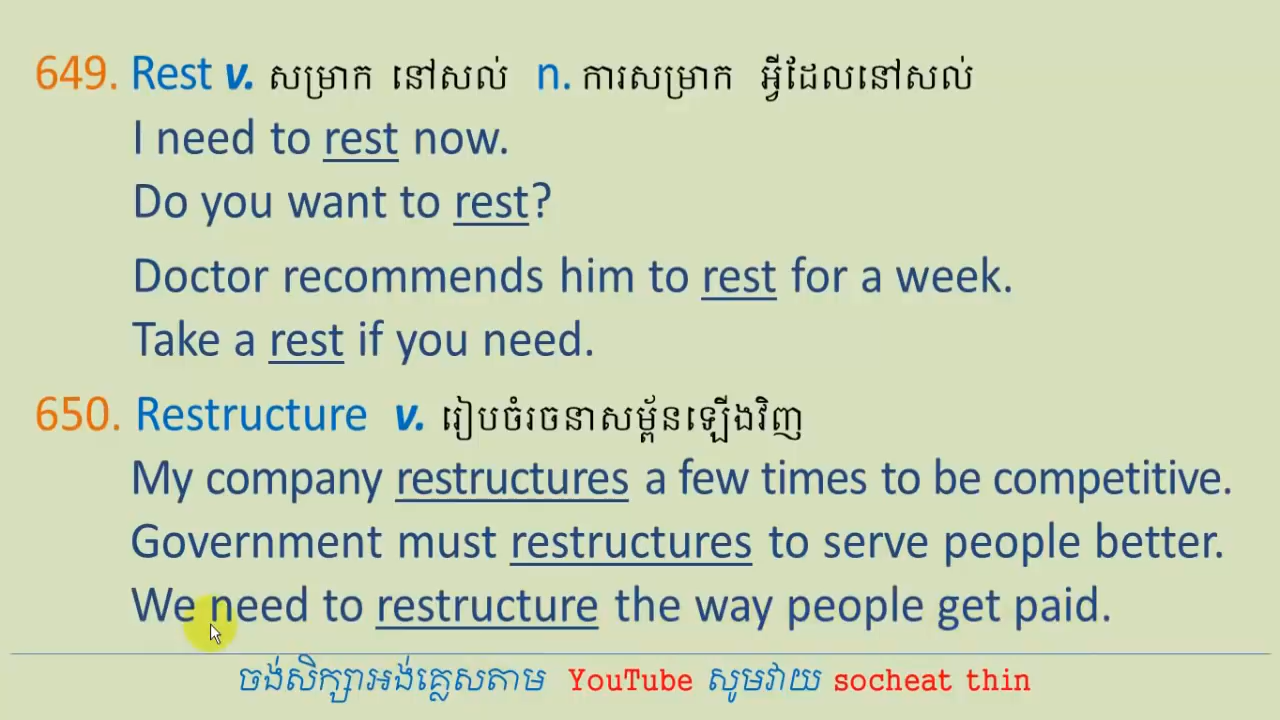 649. Rest v. សម្រាក នៅសល់ n. ការសម្រាក អ្វីដែលនៅសល់
I need to rest now.
Do you want to rest?
Doctor recommends him to rest for a week.
Take a rest if you need.
650. Restructure v. រៀបចំរចនាសម្ព័នឡើងវិញ
My company restructures a few times to be competitive.
Government must restructures to serve people better.
We need to restructure the way people get paid.
ចង់សិក្សាអង់គ្លេសតាម YouTube សូមវាយ socheat thin